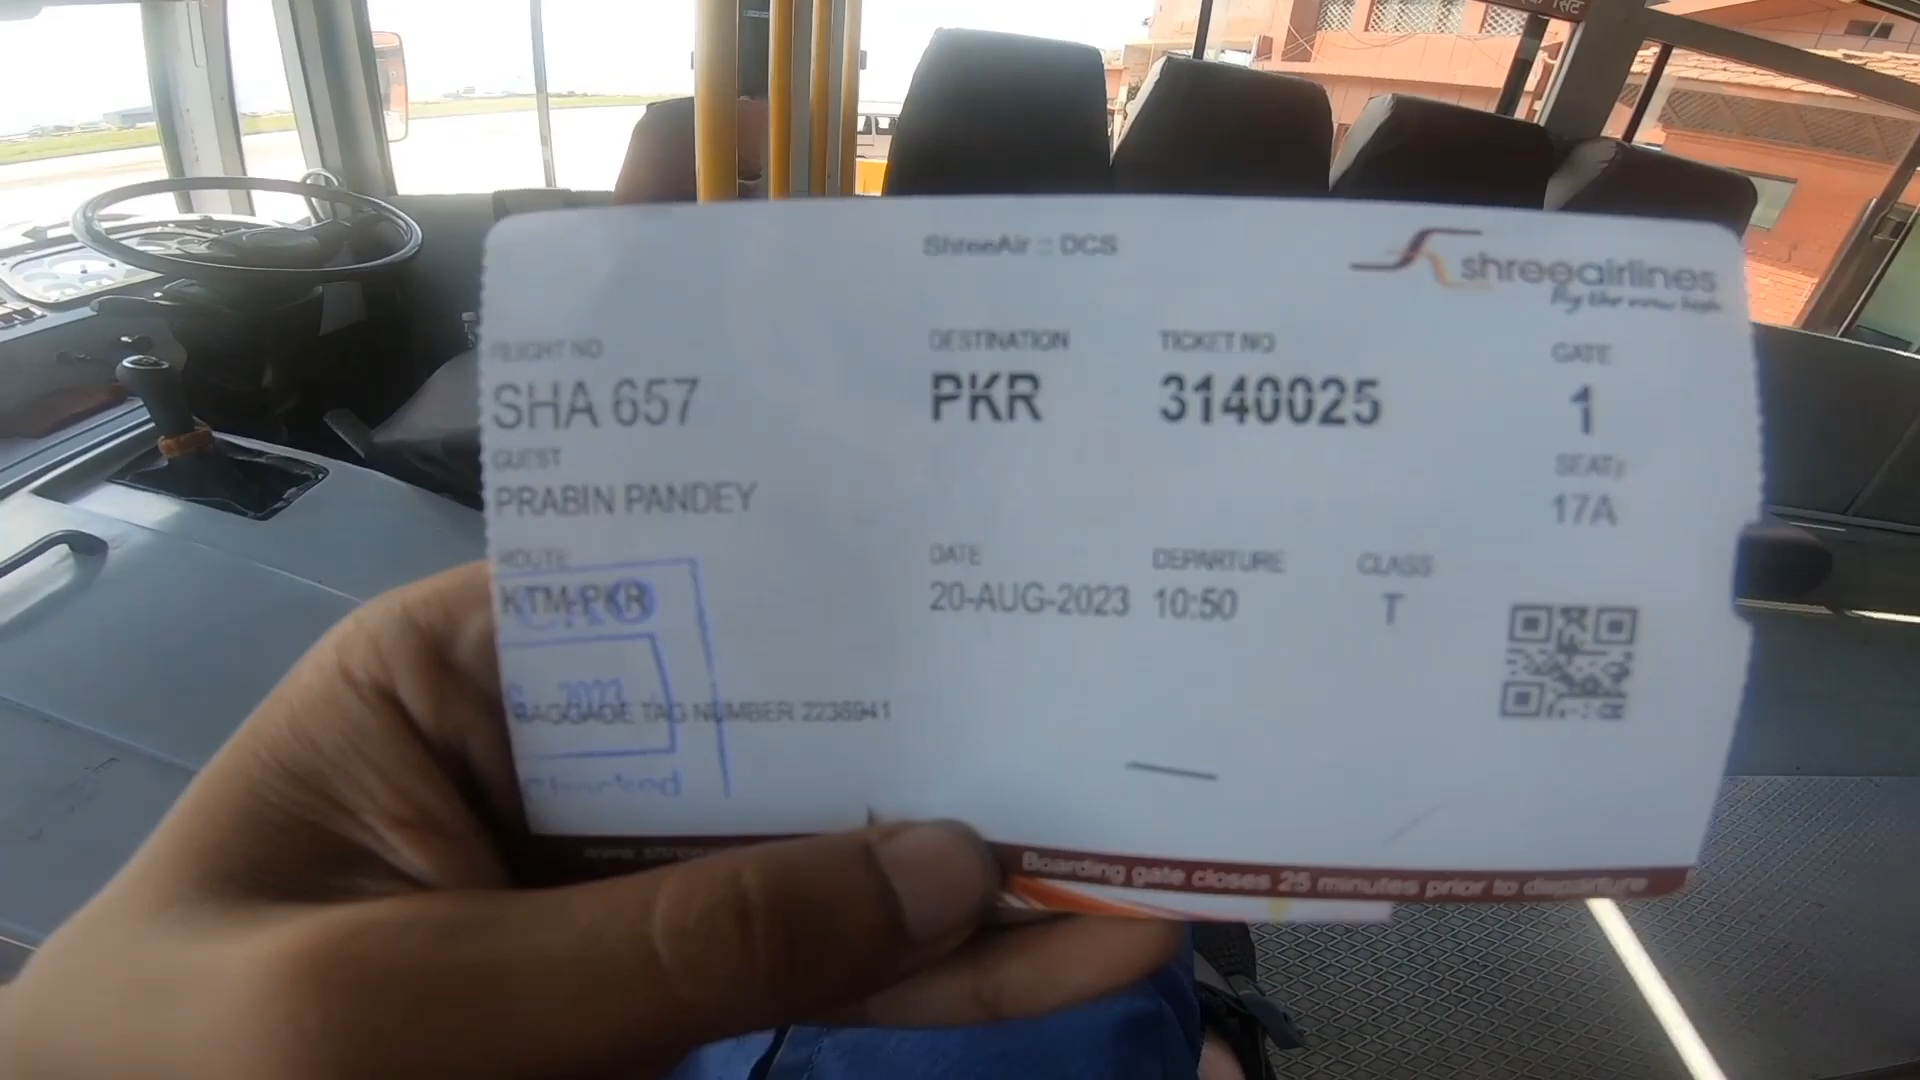 ShreeAir :: DCS
shreeairlines
FLIGHT NO
SHA 657
DESTINATION
PKR
TICKET NO
3140025
GATE
1
GUEST
PRABIN PANDEY
SEAT
17A
ROUTE
KTM-PKR
DATE
20-AUG-2023
DEPARTURE
10:50
CLASS
T
2023
BAGGAGE TAG NUMBER 2238941
Checked
Boarding gate closes 25 minutes prior to departure